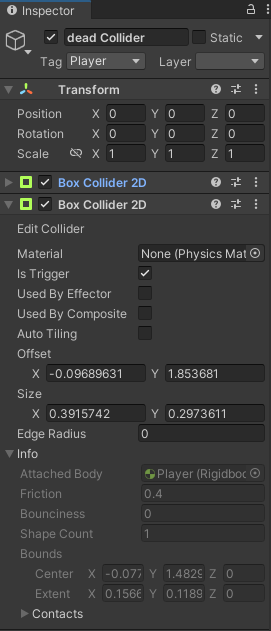 Inspector
dead Collider Static
Tag Player Layer
Transform
Position X 0 Y 0 Z 0
Rotation X 0 Y 0 Z 0
Scale X 1 Y 1 Z 1
Box Collider 2D
Box Collider 2D
Edit Collider
Material None (Physics Mat
Is Trigger
Used By Effector
Used By Composite
Auto Tiling
Offset
X -0.09689631 Y 1.853681
Size
X 0.3915742 Y 0.2973611
Edge Radius 0
Info
Attached Body Player (Rigidboc
Friction 0.4
Bounciness 0
Shape Count 1
Bounds
Center X -0.077 Y 1.4829 Z 0
Extent X 0.1566 Y 0.1189 Z 0
Contacts